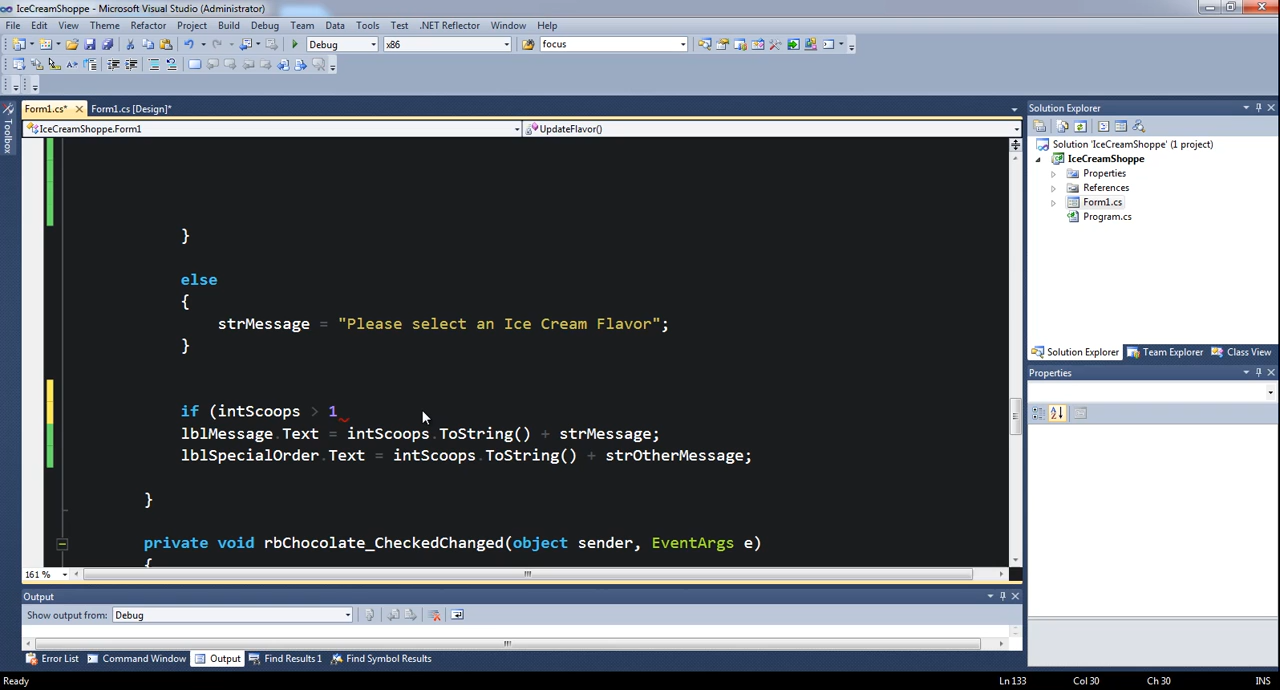 IceCreamShoppe - Microsoft Visual Studio (Administrator)
File Edit View Theme Refactor Project Build Debug Team Data Tools Test .NET Reflector Window Help
Debug x86 focus
Form1.cs* Form1.cs [Design]*
IceCreamShoppe.Form1 UpdateFlavor()
}
else
{
strMessage = "Please select an Ice Cream Flavor";
}
if (intScoops > 1
lblMessage.Text = intScoops.ToString() + strMessage;
lblSpecialOrder.Text = intScoops.ToString() + strOtherMessage;
}
private void rbChocolate_CheckedChanged(object sender, EventArgs e)
{
161 %
Output
Show output from: Debug
Error List Command Window Output Find Results 1 Find Symbol Results
Ready Ln 133 Col 30 Ch 30 INS
Toolbox
Solution Explorer
Solution 'IceCreamShoppe' (1 project)
IceCreamShoppe
Properties
References
Form1.cs
Program.cs
Solution Explorer Team Explorer Class View
Properties